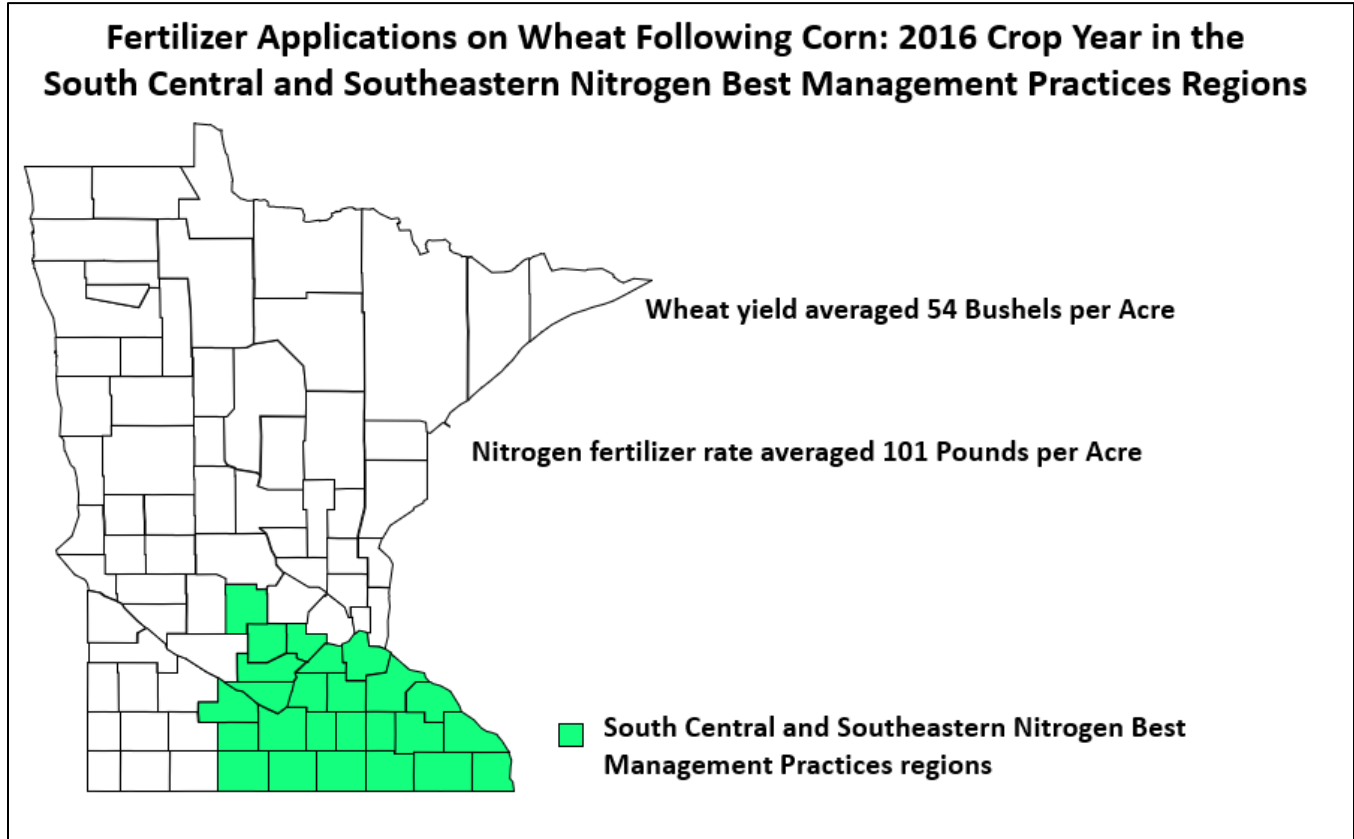 Fertilizer Applications on Wheat Following Corn: 2016 Crop Year in the
South Central and Southeastern Nitrogen Best Management Practices Regions
Wheat yield averaged 54 Bushels per Acre
Nitrogen fertilizer rate averaged 101 Pounds per Acre
South Central and Southeastern Nitrogen Best
Management Practices regions